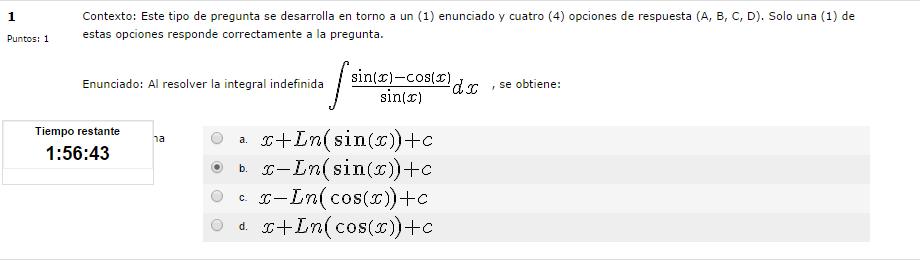 1
Puntos: 1
Contexto: Este tipo de pregunta se desarrolla en torno a un (1) enunciado y cuatro (4) opciones de respuesta (A, B, C, D). Solo una (1) de
estas opciones responde correctamente a la pregunta.
Enunciado: Al resolver la integral indefinida ∫ (sin(x)−cos(x))/sin(x) dx , se obtiene:
Tiempo restante
1:56:43
na
a. x+Ln(sin(x))+c
b. x−Ln(sin(x))+c
c. x−Ln(cos(x))+c
d. x+Ln(cos(x))+c